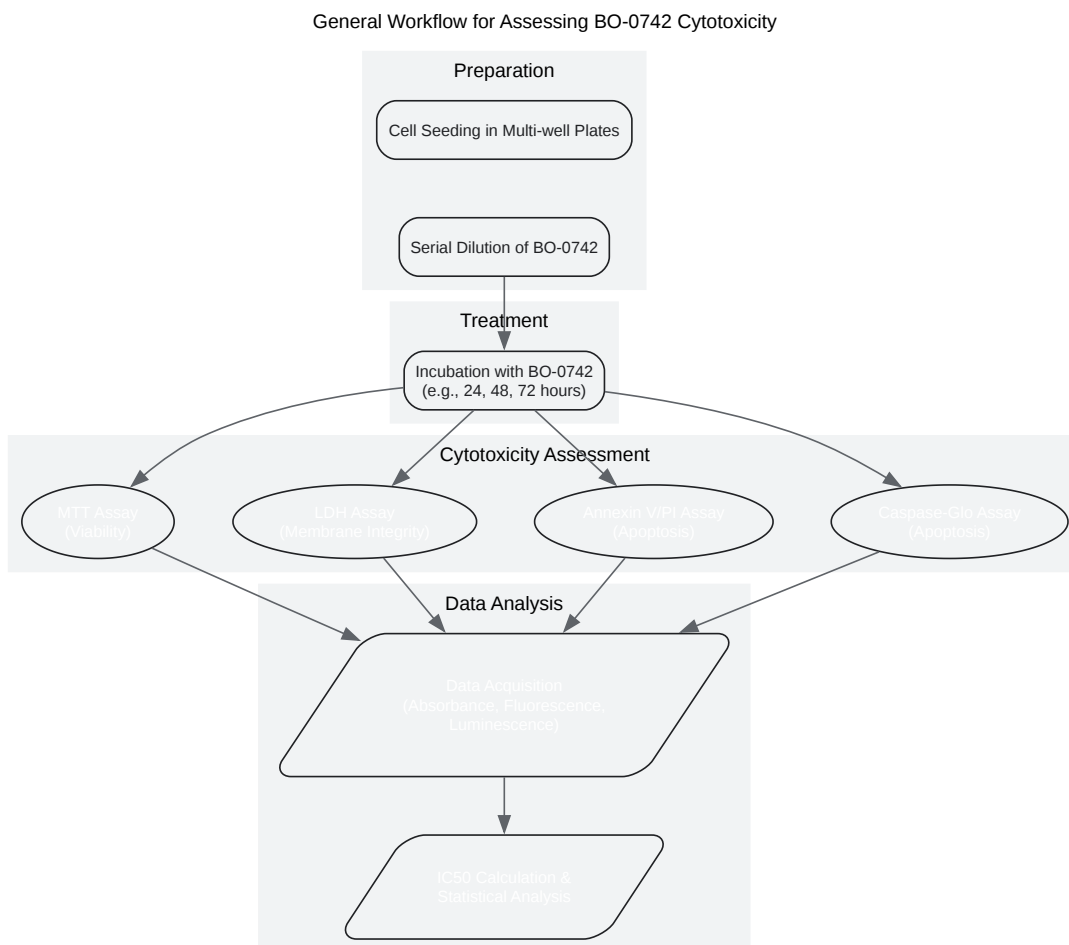 General Workflow for Assessing BO-0742 Cytotoxicity
Preparation
Cell Seeding in Multi-well Plates
Serial Dilution of BO-0742
Treatment
Incubation with BO-0742
(e.g., 24, 48, 72 hours)
Cytotoxicity Assessment
MTT Assay
(Viability)
LDH Assay
(Membrane Integrity)
Annexin V/PI Assay
(Apoptosis)
Caspase-Glo Assay
(Apoptosis)
Data Analysis
Data Acquisition
(Absorbance, Fluorescence,
Luminescence)
IC50 Calculation &
Statistical Analysis